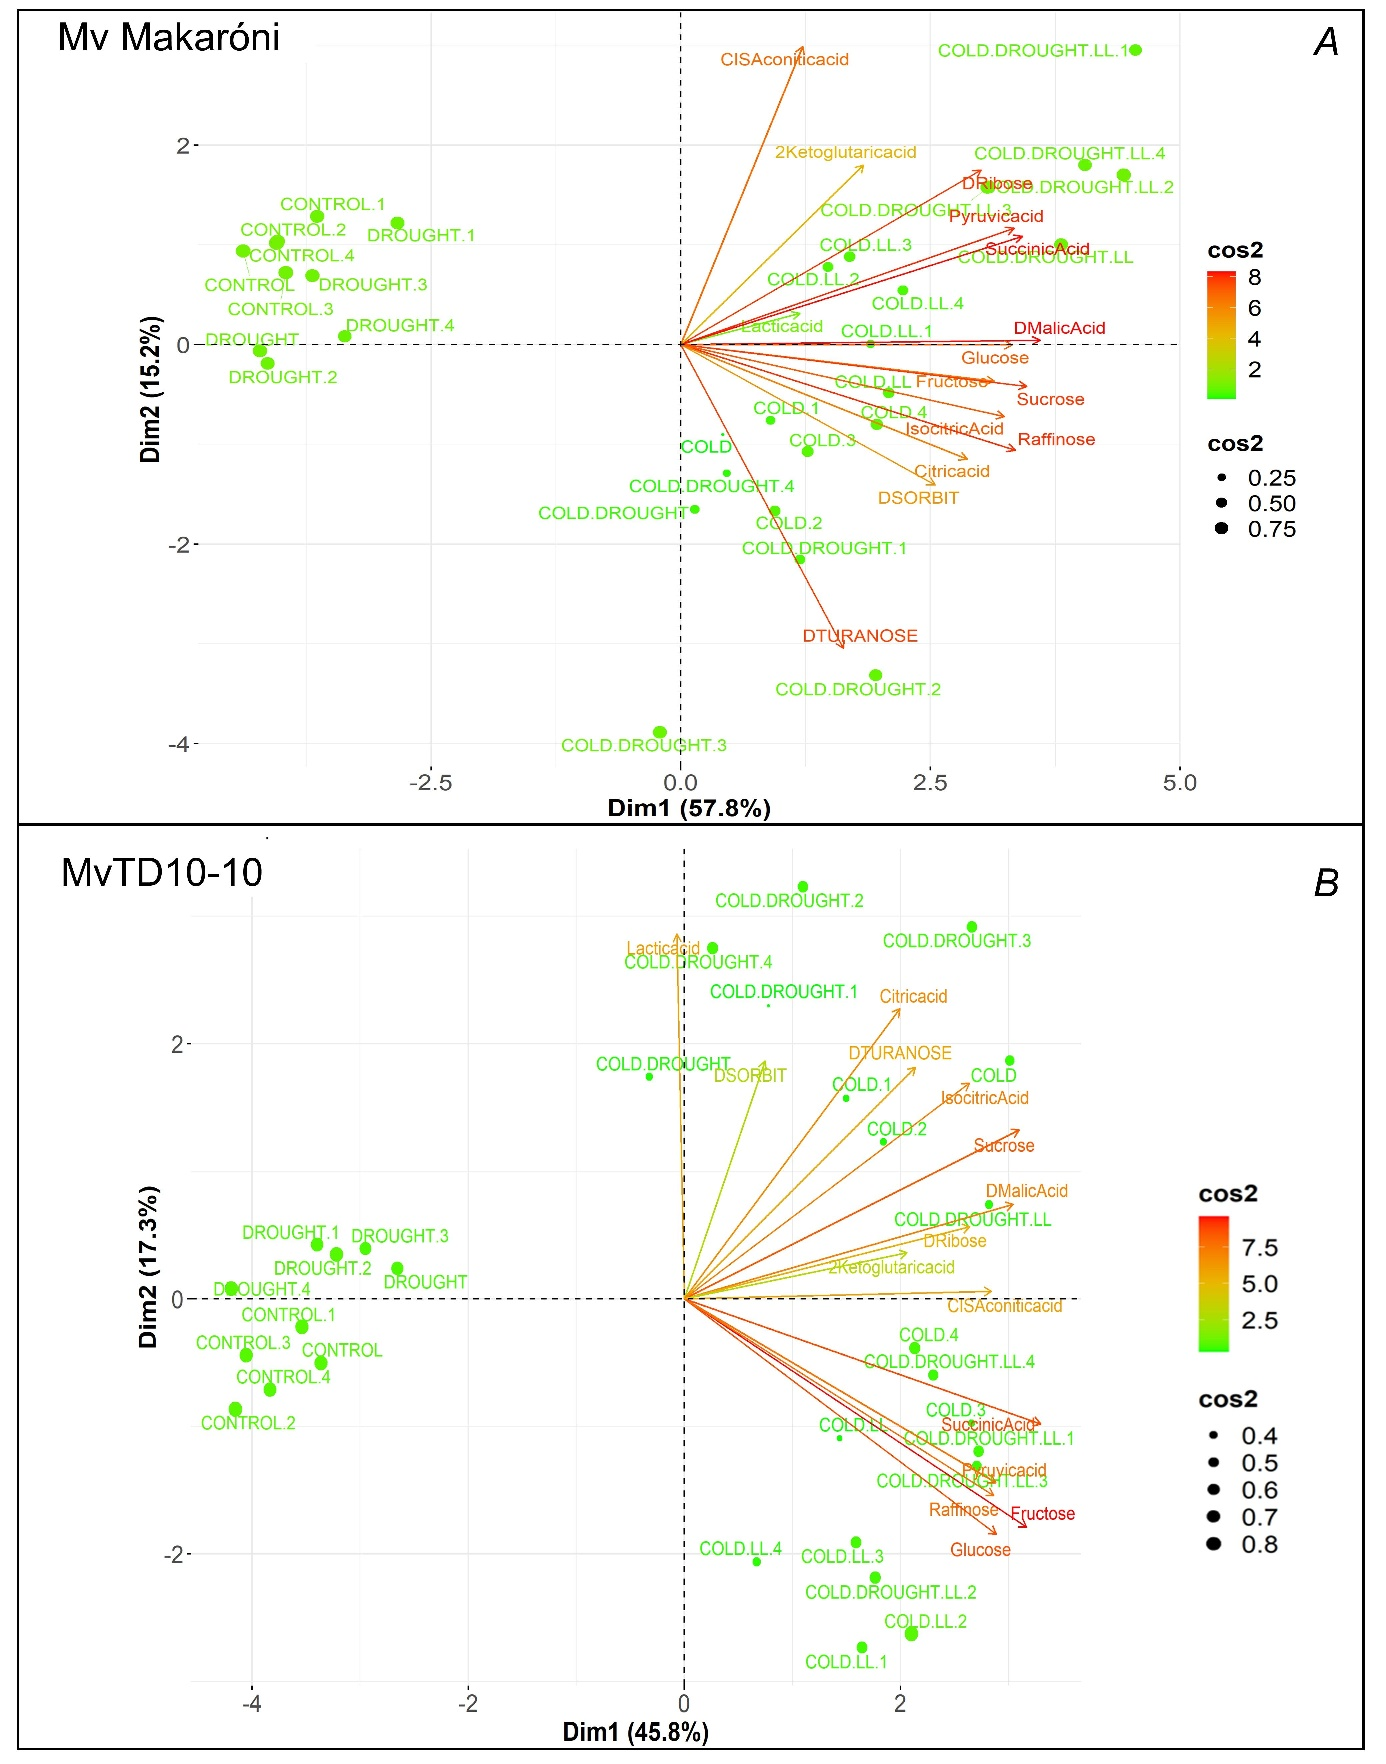 Mv Makaróni
A
CISAconiticacid
COLD.DROUGHT.LL.1
2
2Ketoglutaricacid
COLD.DROUGHT.LL.4
DRibose
COLD.DROUGHT.LL.2
CONTROL.1
COLD.DROUGHT.LL.3
Pyruvicacid
CONTROL.2
DROUGHT.1
COLD.LL.3
SuccinicAcid
CONTROL.4
COLD.DROUGHT.LL
CONTROL
DROUGHT.3
COLD.LL.2
CONTROL.3
COLD.LL.4
DROUGHT.4
Lacticacid
COLD.LL.1
DMalicAcid
DROUGHT
0
Glucose
DROUGHT.2
COLD.LL
Fructose
Sucrose
COLD.1
COLD.4
IsocitricAcid
COLD
COLD.3
Raffinose
Citricacid
COLD.DROUGHT.4
DSORBIT
COLD.DROUGHT
COLD.2
-2
COLD.DROUGHT.1
DTURANOSE
COLD.DROUGHT.2
COLD.DROUGHT.3
-4
-2.5
0.0
2.5
5.0
Dim1 (57.8%)
Dim2 (15.2%)
cos2
8
6
4
2
cos2
0.25
0.50
0.75
MvTD10-10
B
COLD.DROUGHT.2
COLD.DROUGHT.3
Lacticacid
COLD.DROUGHT.4
COLD.DROUGHT.1
Citricacid
2
DTURANOSE
COLD.DROUGHT
DSORBIT
COLD
COLD.1
IsocitricAcid
COLD.2
Sucrose
DMalicAcid
COLD.DROUGHT.LL
DROUGHT.1
DROUGHT.3
DRibose
DROUGHT.2
2Ketoglutaricacid
DROUGHT
DROUGHT.4
0
CISAconiticacid
CONTROL.1
COLD.4
CONTROL.3
CONTROL
COLD.DROUGHT.LL.4
CONTROL.4
COLD.3
CONTROL.2
COLD.LL
SuccinicAcid
COLD.DROUGHT.LL.1
Pyruvicacid
COLD.DROUGHT.LL.3
Raffinose
Fructose
COLD.LL.4
Glucose
-2
COLD.LL.3
COLD.DROUGHT.LL.2
COLD.LL.2
COLD.LL.1
-4
-2
0
2
Dim1 (45.8%)
Dim2 (17.3%)
cos2
7.5
5.0
2.5
cos2
0.4
0.5
0.6
0.7
0.8